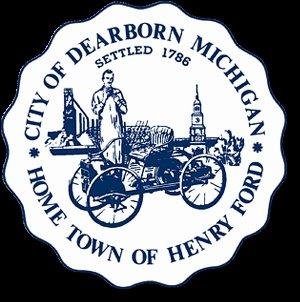 CITY OF DEARBORN MICHIGAN
SETTLED 1786
HOME TOWN OF HENRY FORD